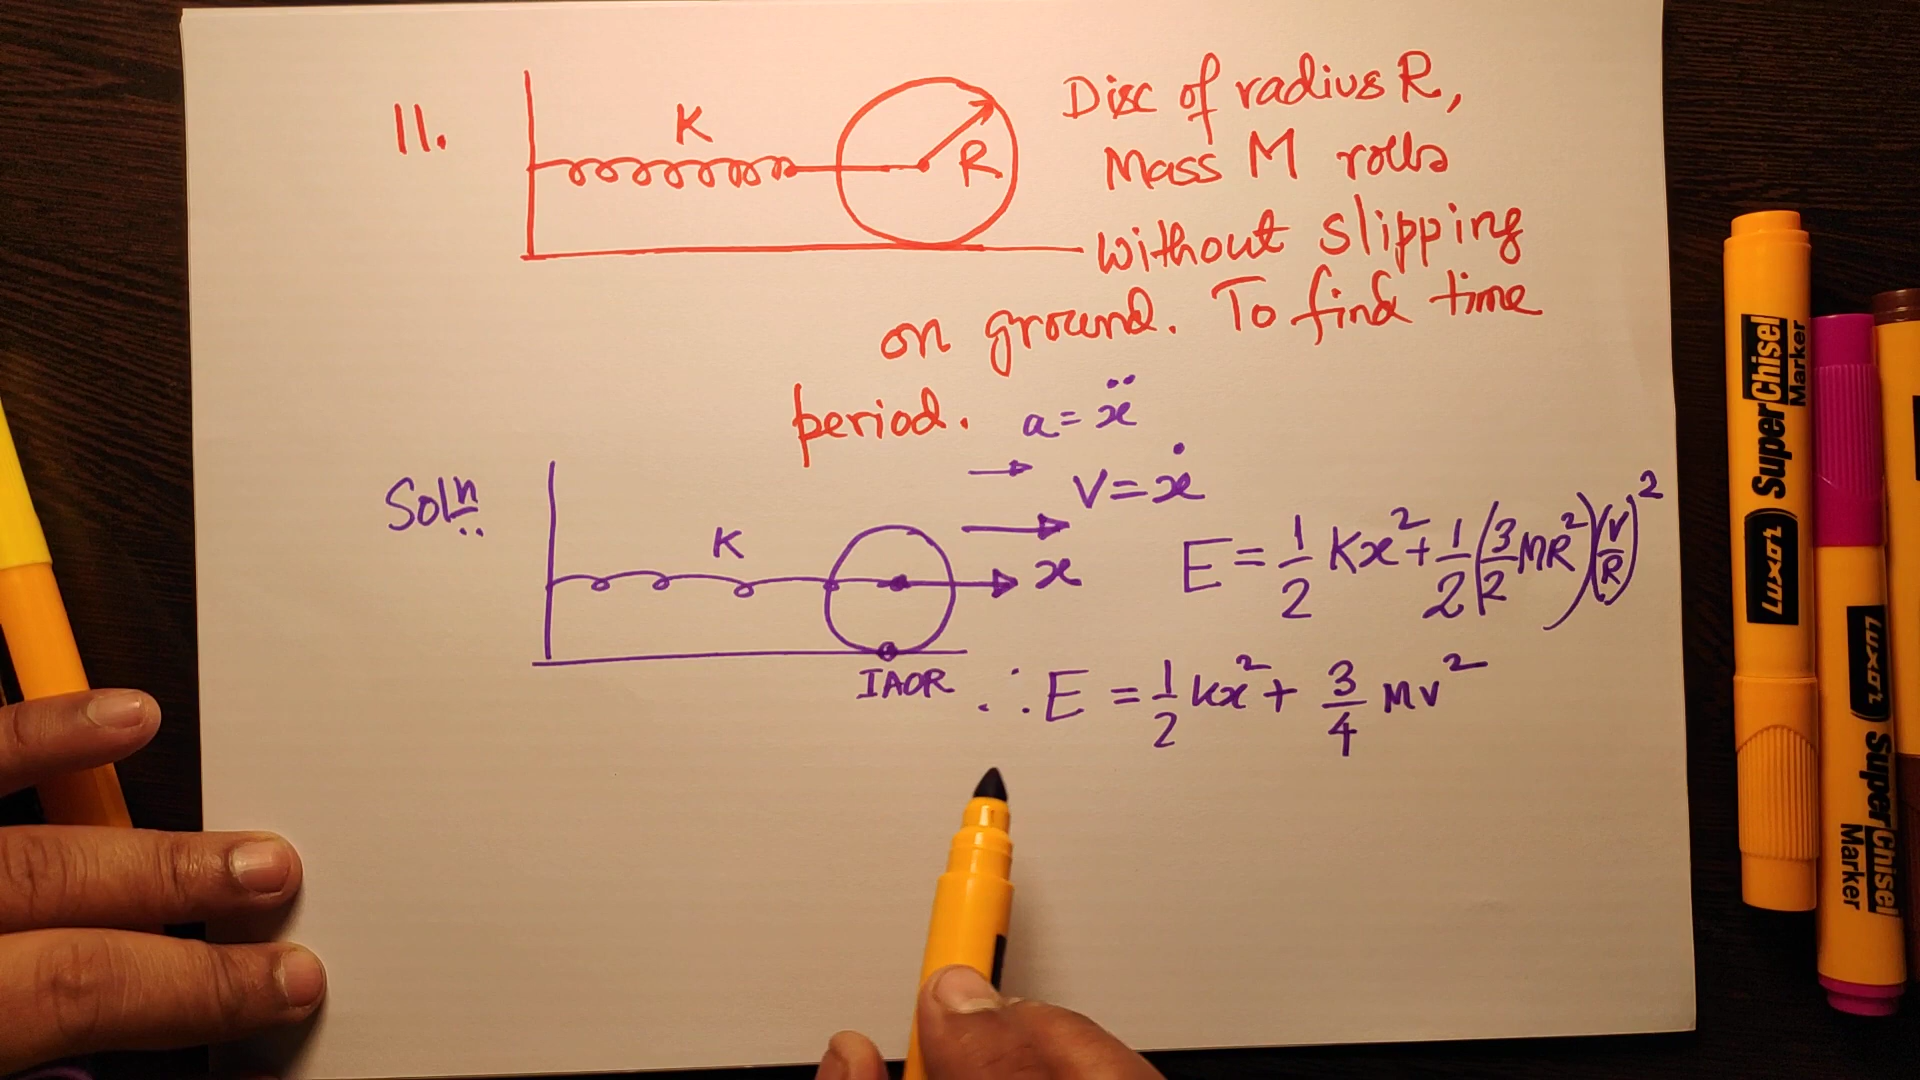 11.
K
R
Disc of radius R,
Mass M rolls
without slipping
on ground. To find time
period.
a = ẍ
V = ẋ
Soln
K
x
IAOR
E = 1/2 Kx² + 1/2 (3/2 MR²)(V/R)²
∴ E = 1/2 kx² + 3/4 MV²
Luxor SuperChisel Marker
Luxor SuperChisel Marker